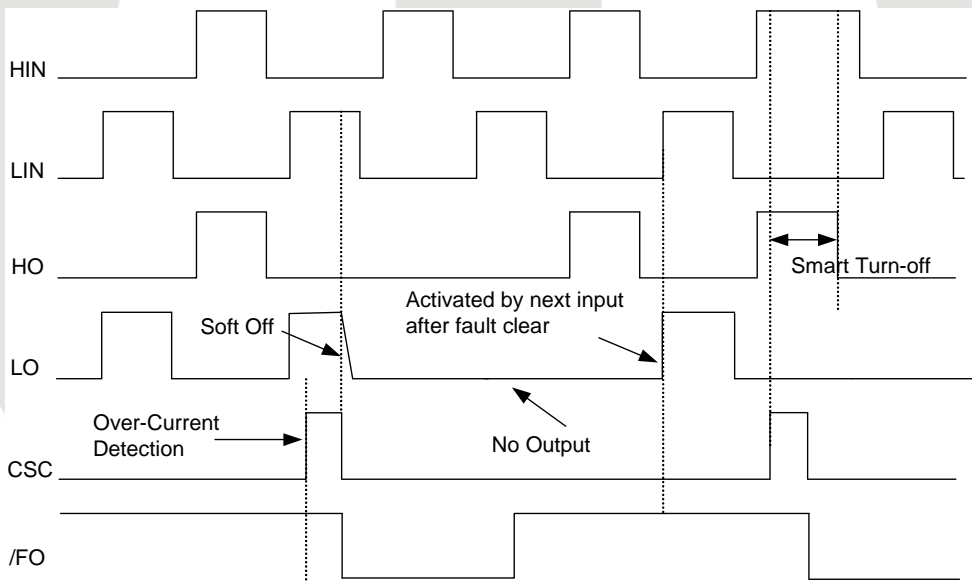 HIN
LIN
HO
Smart Turn-off
Activated by next input
after fault clear
Soft Off
LO
Over-Current
Detection
No Output
CSC
/FO